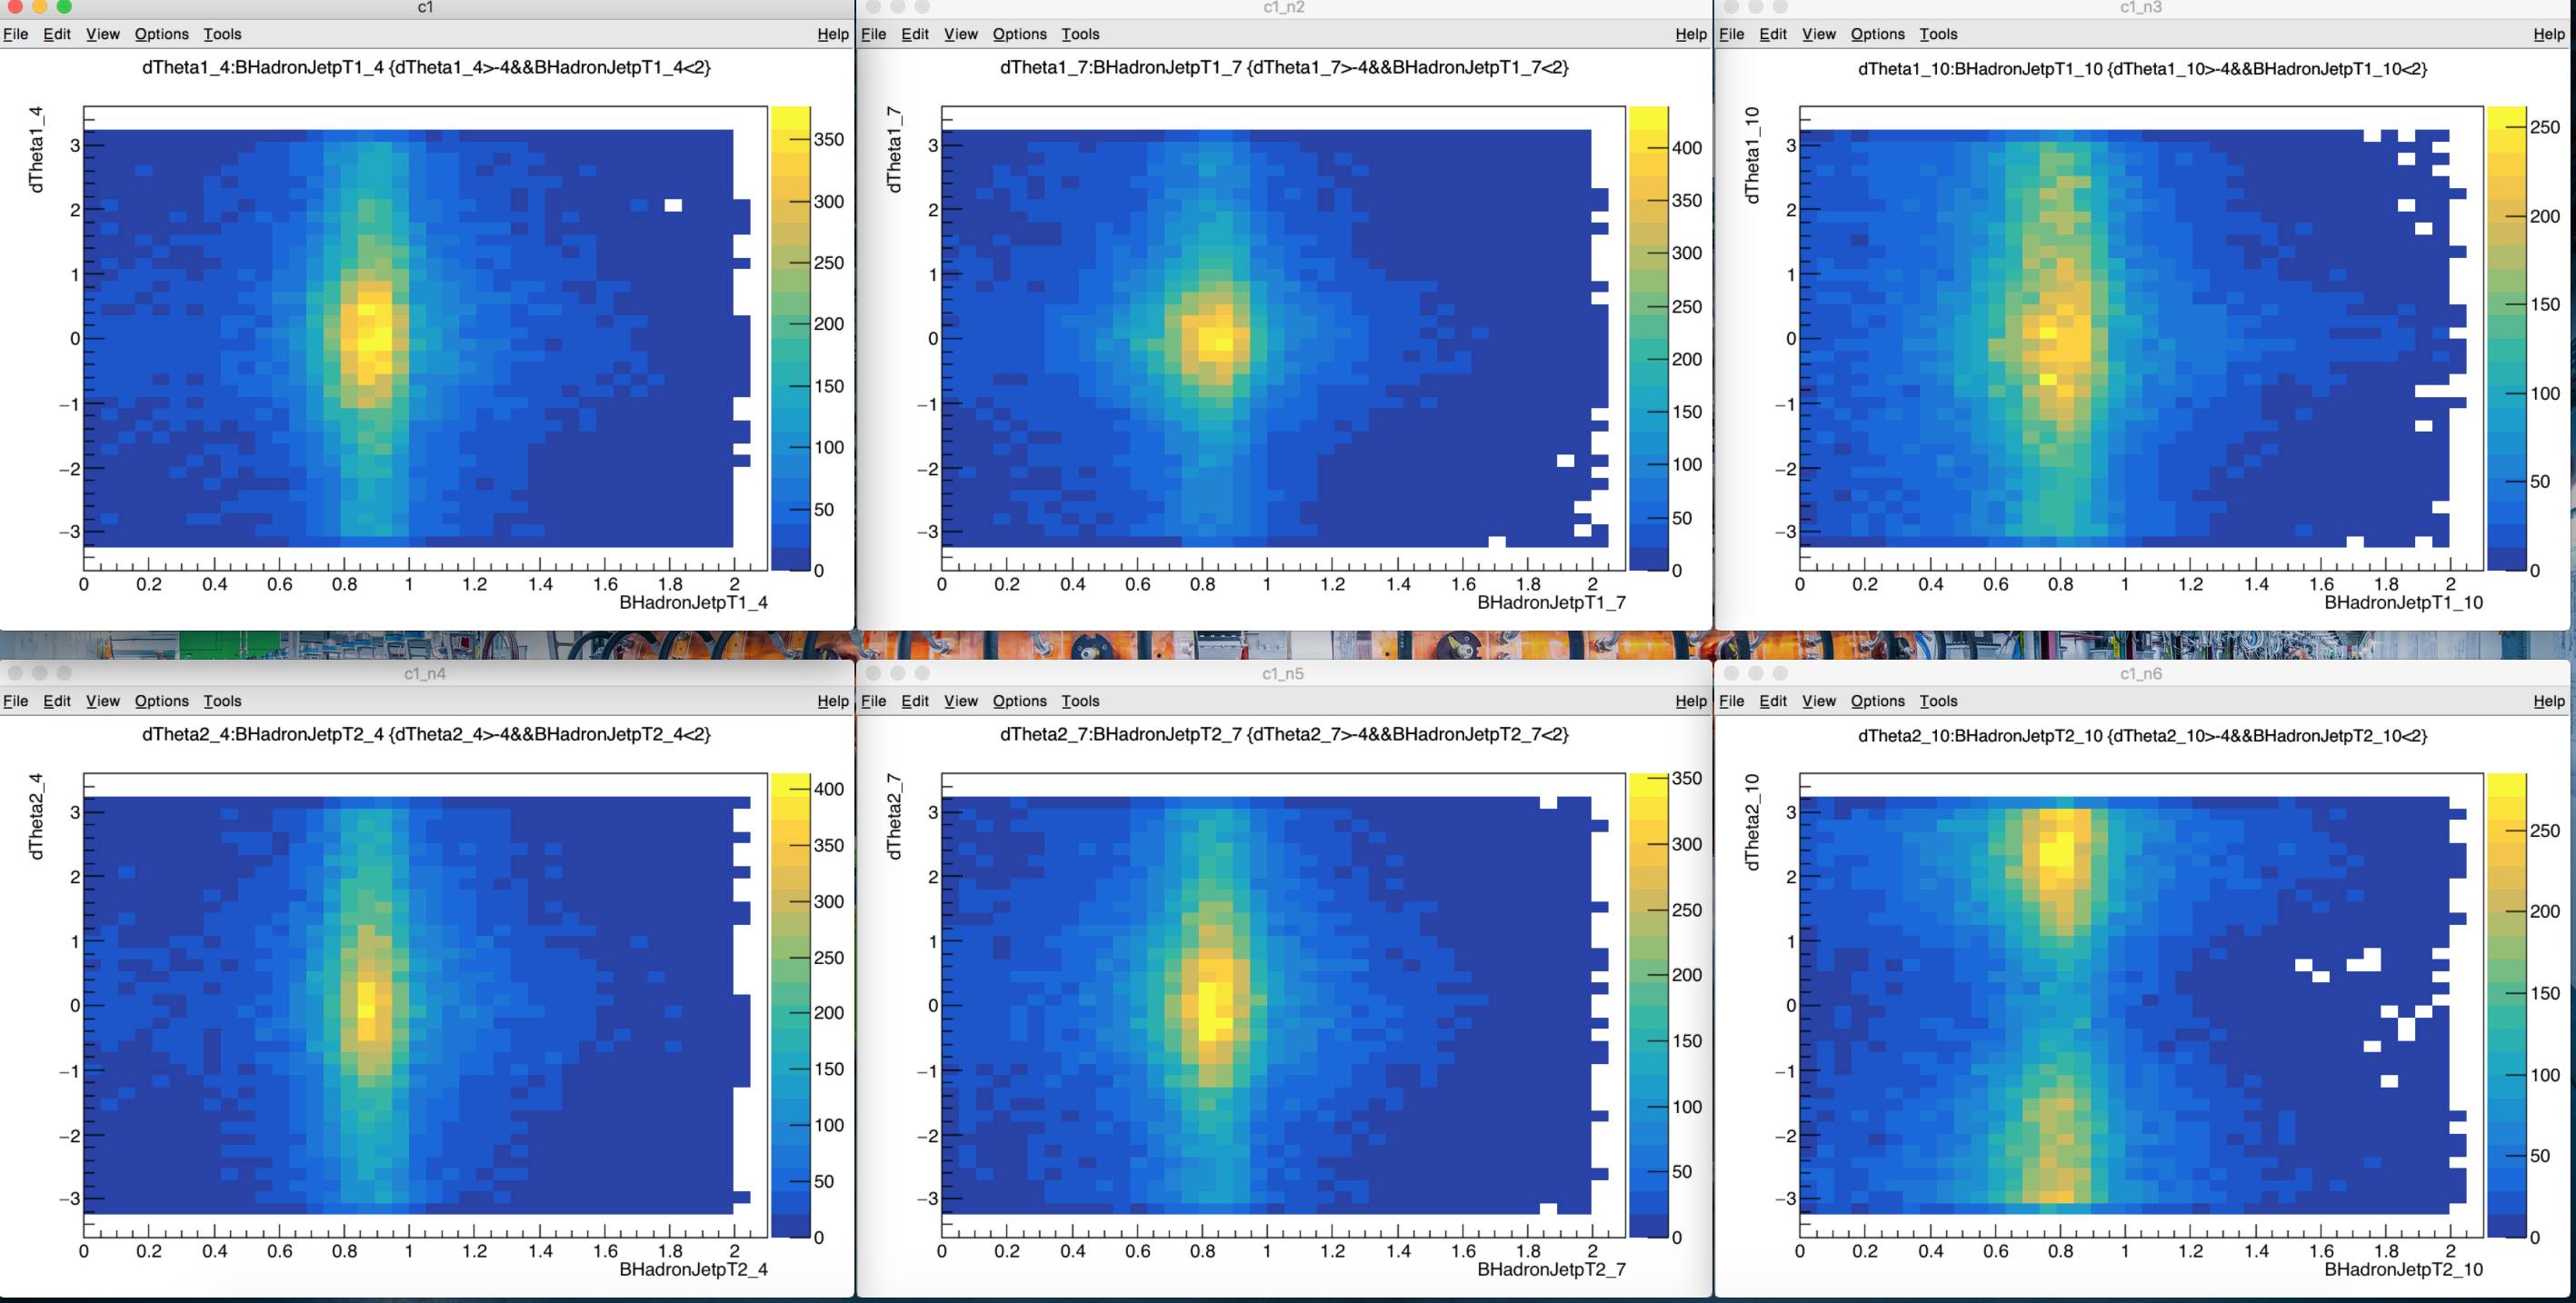 c1
File Edit View Options Tools Help
dTheta1_4:BHadronJetpT1_4 {dTheta1_4>-4&&BHadronJetpT1_4<2}
dTheta1_4
3
2
1
0
−1
−2
−3
0 0.2 0.4 0.6 0.8 1 1.2 1.4 1.6 1.8 2
BHadronJetpT1_4
350
300
250
200
150
100
50
0
c1_n2
File Edit View Options Tools Help
dTheta1_7:BHadronJetpT1_7 {dTheta1_7>-4&&BHadronJetpT1_7<2}
dTheta1_7
3
2
1
0
−1
−2
−3
0 0.2 0.4 0.6 0.8 1 1.2 1.4 1.6 1.8 2
BHadronJetpT1_7
400
350
300
250
200
150
100
50
0
c1_n3
File Edit View Options Tools Help
dTheta1_10:BHadronJetpT1_10 {dTheta1_10>-4&&BHadronJetpT1_10<2}
dTheta1_10
3
2
1
0
−1
−2
−3
0 0.2 0.4 0.6 0.8 1 1.2 1.4 1.6 1.8 2
BHadronJetpT1_10
250
200
150
100
50
0
c1_n4
File Edit View Options Tools Help
dTheta2_4:BHadronJetpT2_4 {dTheta2_4>-4&&BHadronJetpT2_4<2}
dTheta2_4
3
2
1
0
−1
−2
−3
0 0.2 0.4 0.6 0.8 1 1.2 1.4 1.6 1.8 2
BHadronJetpT2_4
400
350
300
250
200
150
100
50
0
c1_n5
File Edit View Options Tools Help
dTheta2_7:BHadronJetpT2_7 {dTheta2_7>-4&&BHadronJetpT2_7<2}
dTheta2_7
3
2
1
0
−1
−2
−3
0 0.2 0.4 0.6 0.8 1 1.2 1.4 1.6 1.8 2
BHadronJetpT2_7
350
300
250
200
150
100
50
0
c1_n6
File Edit View Options Tools Help
dTheta2_10:BHadronJetpT2_10 {dTheta2_10>-4&&BHadronJetpT2_10<2}
dTheta2_10
3
2
1
0
−1
−2
−3
0 0.2 0.4 0.6 0.8 1 1.2 1.4 1.6 1.8 2
BHadronJetpT2_10
250
200
150
100
50
0